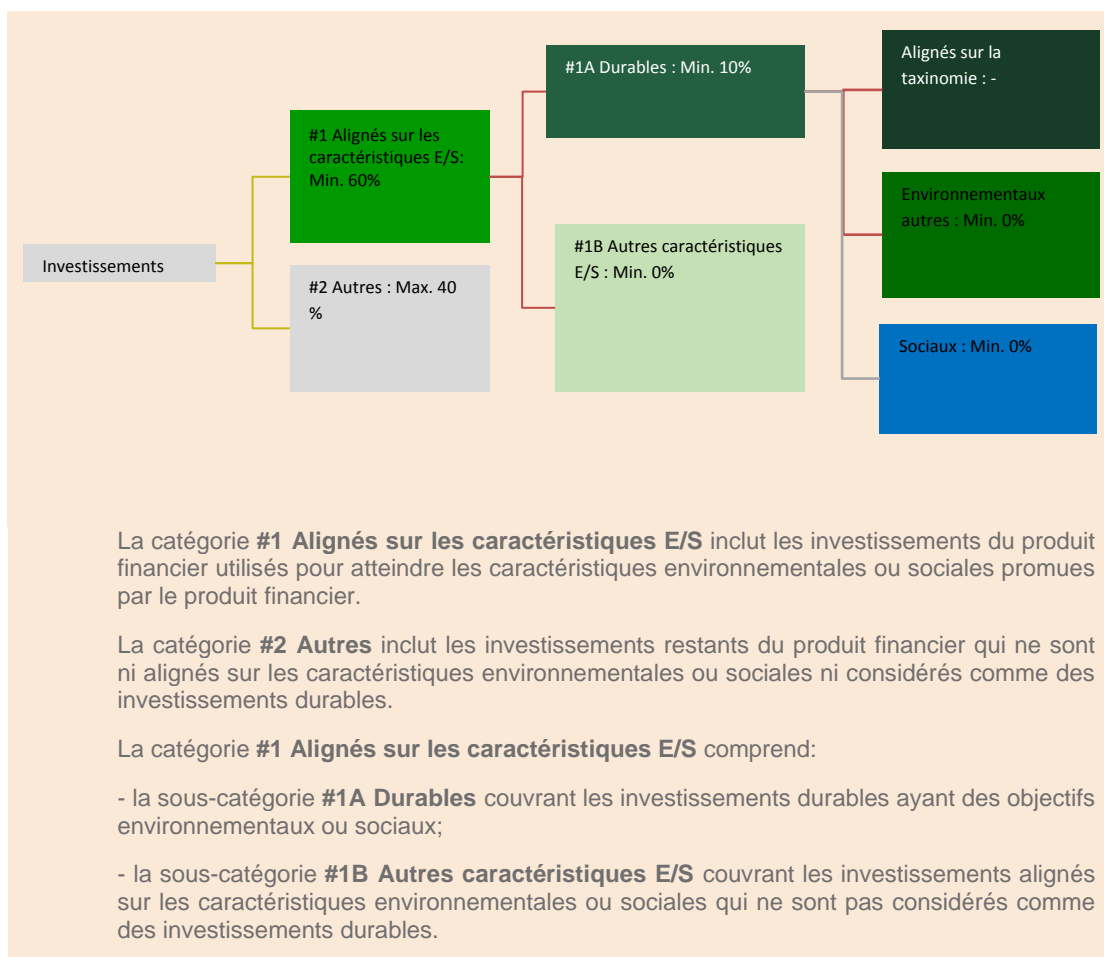 Investissements
#1 Alignés sur les
caractéristiques E/S:
Min. 60%
#2 Autres : Max. 40
%
#1A Durables : Min. 10%
#1B Autres caractéristiques
E/S : Min. 0%
Alignés sur la
taxinomie : -
Environnementaux
autres : Min. 0%
Sociaux : Min. 0%
La catégorie #1 Alignés sur les caractéristiques E/S inclut les investissements du produit
financier utilisés pour atteindre les caractéristiques environnementales ou sociales promues
par le produit financier.
La catégorie #2 Autres inclut les investissements restants du produit financier qui ne sont
ni alignés sur les caractéristiques environnementales ou sociales ni considérés comme des
investissements durables.
La catégorie #1 Alignés sur les caractéristiques E/S comprend:
- la sous-catégorie #1A Durables couvrant les investissements durables ayant des objectifs
environnementaux ou sociaux;
- la sous-catégorie #1B Autres caractéristiques E/S couvrant les investissements alignés
sur les caractéristiques environnementales ou sociales qui ne sont pas considérés comme
des investissements durables.